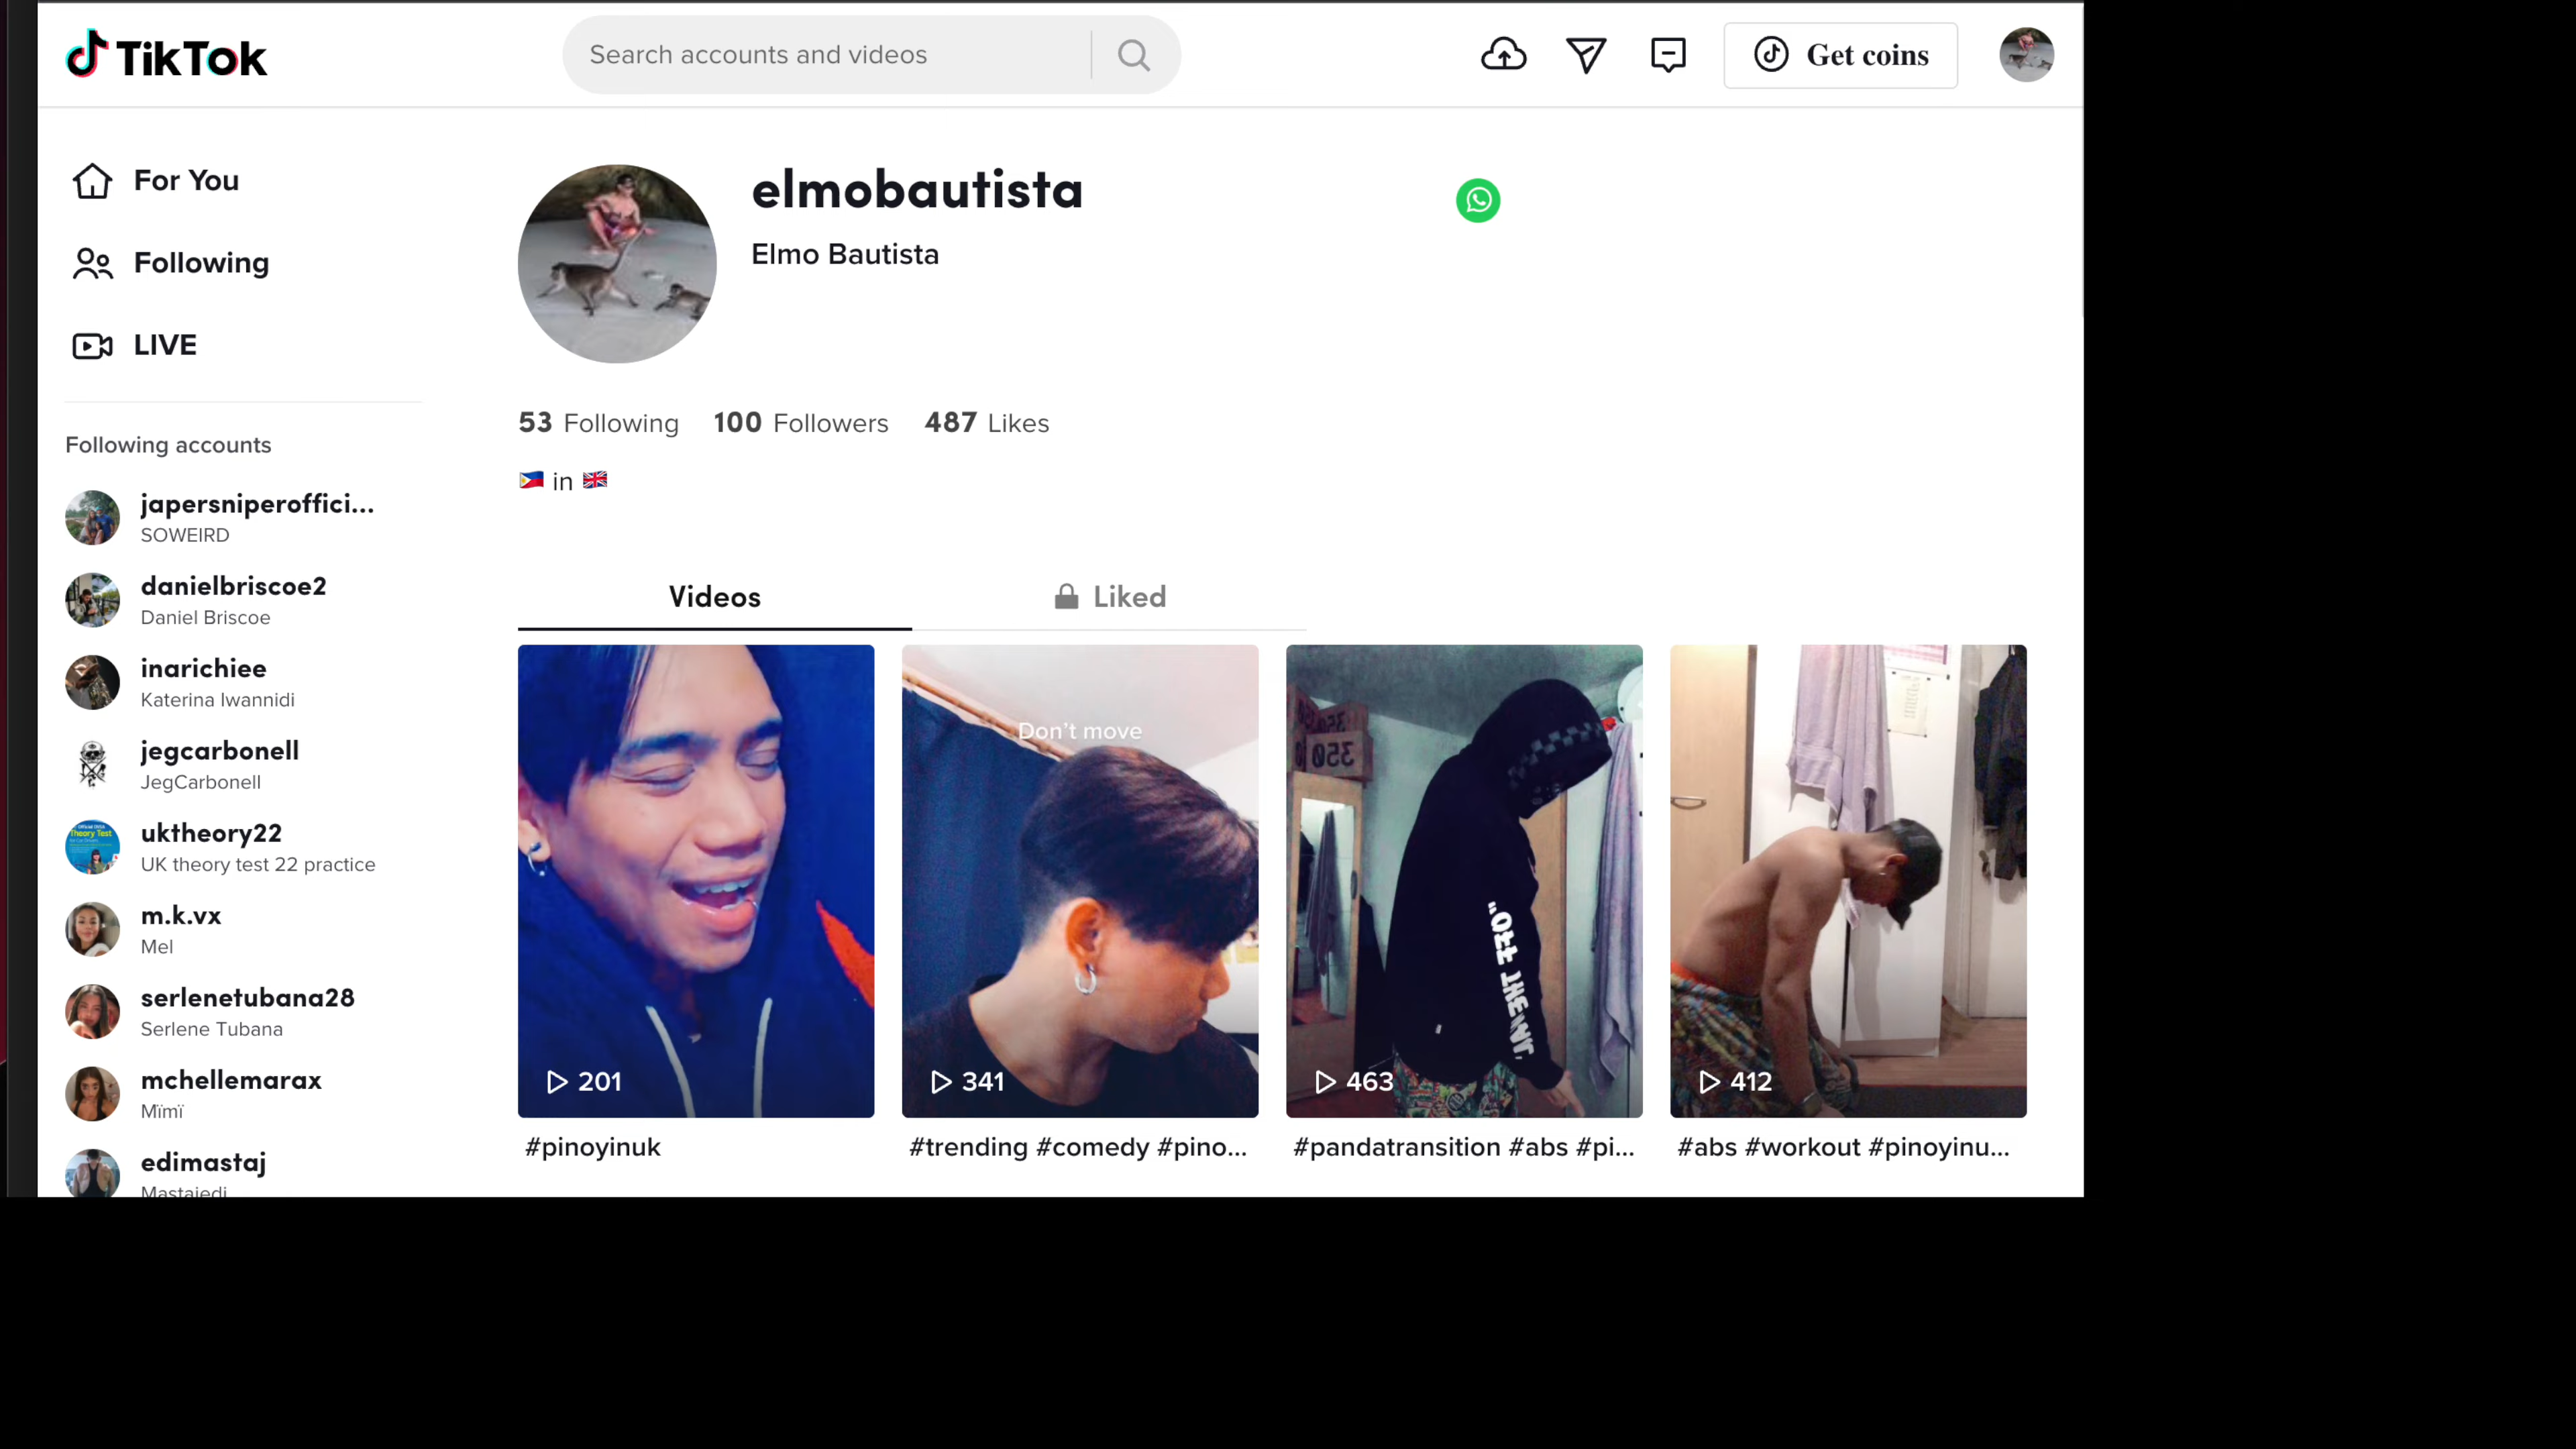 TikTok
Search accounts and videos
Get coins
For You
Following
LIVE
Following accounts
japersniperoffici...
SOWEIRD
danielbriscoe2
Daniel Briscoe
inarichiee
Katerina Iwannidi
jegcarbonell
JegCarbonell
uktheory22
UK theory test 22 practice
m.k.vx
Mel
serlenetubana28
Serlene Tubana
mchellemarax
Mïmï
edimastaj
Mastajedi
elmobautista
Elmo Bautista
53 Following 100 Followers 487 Likes
🇵🇭 in 🇬🇧
Videos
Liked
Don't move
350
201
341
463
412
#pinoyinuk
#trending #comedy #pino...
#pandatransition #abs #pi...
#abs #workout #pinoyinu...